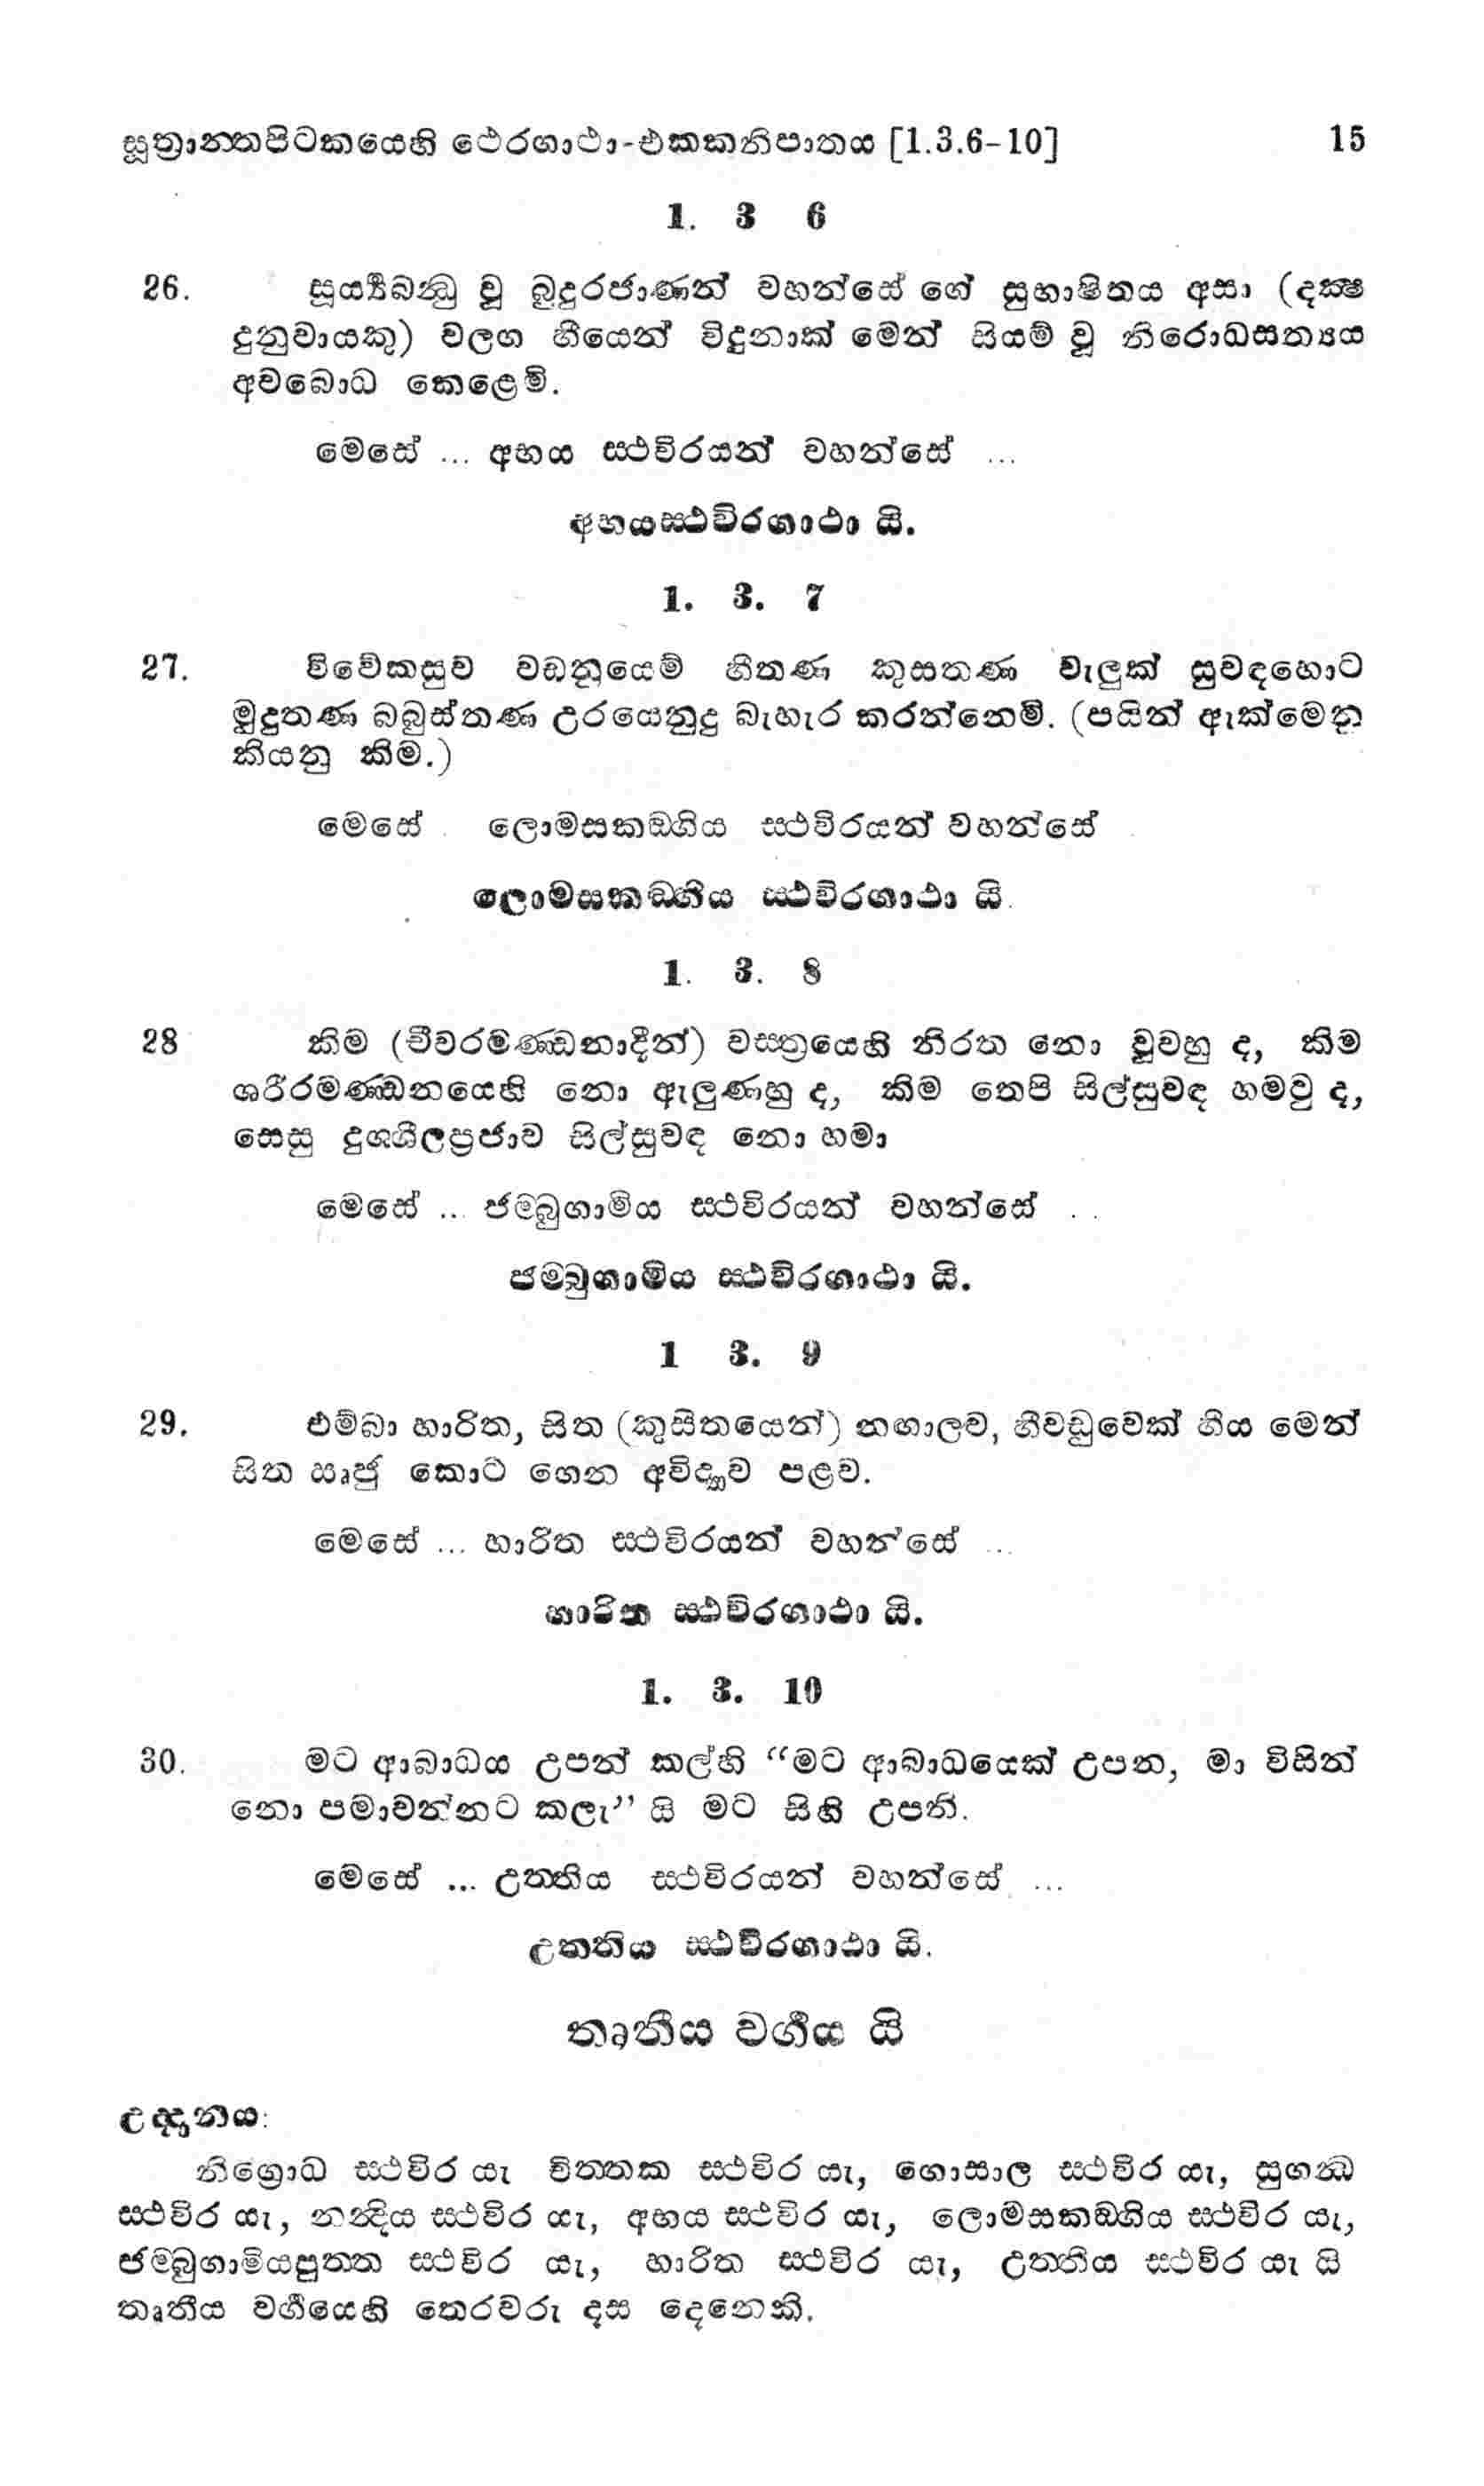 සූත්‍රාන්තපිටකයෙහි ථෙරගාථා-එකකනිපාතය [1.3.6-10] 15
1. 3 6
26. සූර්‍ය්‍යබන්‍ධු වූ බුදුරජාණන් වහන්සේ ගේ සුභාෂිතය අසා (දක්‍ෂ
දුනුවායකු) වලග හීයෙන් විදුනාක් මෙන් සියුම් වූ නිරොධසත්‍යය
අවබොධ කෙළෙමි.
මෙසේ ... අභය ස්ථවිරයන් වහන්සේ ...
අභයස්ථවිරගාථා යි.
1. 3. 7
27. විවේකසුව වඩනුයෙම් හීතණ කුසතණ වැලුක් සුවඳහොට
මුදුතණ බබුස්තණ උරයෙනුදු බැහැර කරන්නෙමි. (පයින් ඇක්මෙන
කියනු කිම.)
මෙසේ . ලොමසකඞ්ගිය ස්ථවිරයන් වහන්සේ
ලොමසකඞ්ගිය ස්ථවිරගාථා යි.
1. 3. 8
28 කිම (චීවරමණ්ඩනාදීන්) වස්ත්‍රයෙහි නිරත නො වූවහු ද, කිම
ශරීරමණ්ඩනයෙහි නො ඇලුණහු ද, කිම තෙපි සිල්සුවඳ හමවු ද,
සෙසු දුශ්ශීලප්‍රජාව සිල්සුවඳ නො හමා
මෙසේ ... ජම්බුගාමිය ස්ථවිරයන් වහන්සේ . .
ජම්බුගාමිය ස්ථවිරගාථා යි.
1 3. 9
29. එම්බා හාරිත, සිත (කුසිතයෙන්) නඟාලව, හීවඩුවෙක් හිය මෙන්
සිත ඍජු කොට ගෙන අවිද්‍යාව පළව.
මෙසේ ... හාරිත ස්ථවිරයන් වහන්සේ ...
හාරිත ස්ථවිරගාථා යි.
1. 3. 10
30. මට ආබාධය උපන් කල්හි “මට ආබාධයෙක් උපන, මා විසින්
නො පමාවන්නට කලැ” යි මට සිහි උපනි.
මෙසේ ... උත්තිය ස්ථවිරයන් වහන්සේ ...
උත්තිය ස්ථවිරගාථා යි.
තෘතීය වර්‍ගය යි
උද්දානය:
නිග්‍රොධ ස්ථවිර යැ චිත්තක ස්ථවිර යැ, ගොසාල ස්ථවිර යැ, සුගන්‍ධ
ස්ථවිර යැ, නන්‍දිය ස්ථවිර යැ, අභය ස්ථවිර යැ, ලොමසකඞ්ගිය ස්ථවිර යැ,
ජම්බුගාමියපුත්ත ස්ථවිර යැ, හාරිත ස්ථවිර යැ, උත්තිය ස්ථවිර යැ යි
තෘතීය වර්‍ගයෙහි තෙරවරු දස දෙනෙකි.